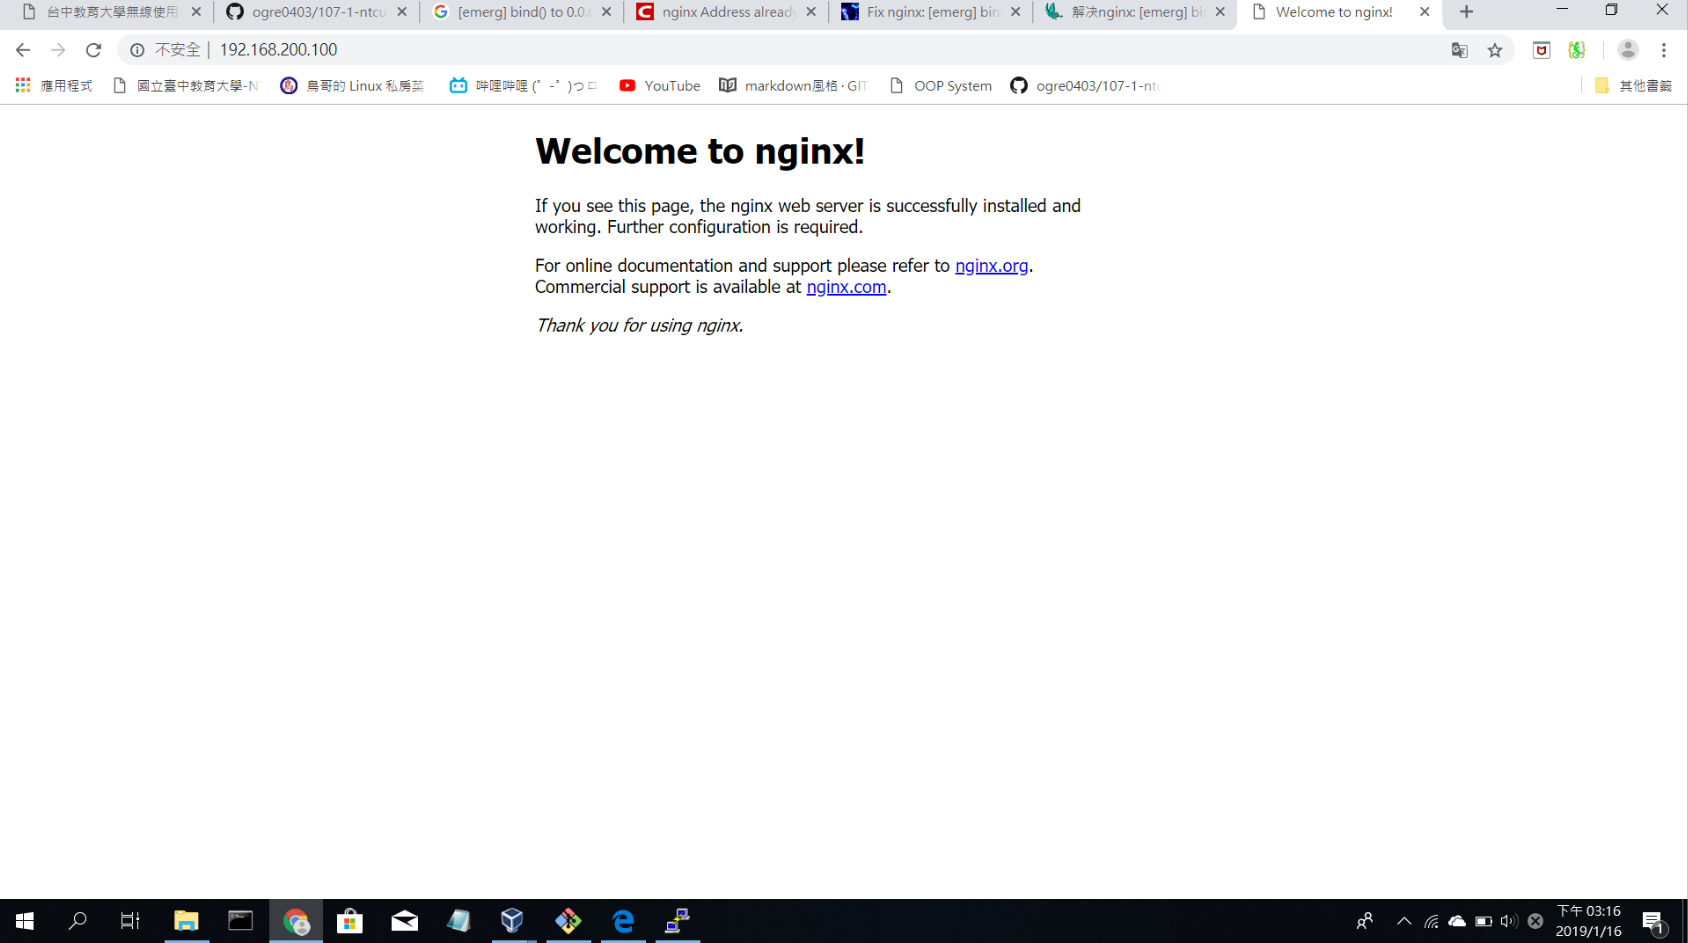 台中教育大學無線使用
ogre0403/107-1-ntcu
[emerg] bind() to 0.0.0
nginx Address already
Fix nginx: [emerg] bin
解决nginx: [emerg] bi
Welcome to nginx!
不安全 | 192.168.200.100
應用程式
國立臺中教育大學-N
鳥哥的 Linux 私房菜
哔哩哔哩 (゜-゜)つロ
YouTube
markdown風格 · GIT
OOP System
ogre0403/107-1-ntc
其他書籤
Welcome to nginx!
If you see this page, the nginx web server is successfully installed and
working. Further configuration is required.
For online documentation and support please refer to nginx.org.
Commercial support is available at nginx.com.
Thank you for using nginx.
下午 03:16
2019/1/16
1